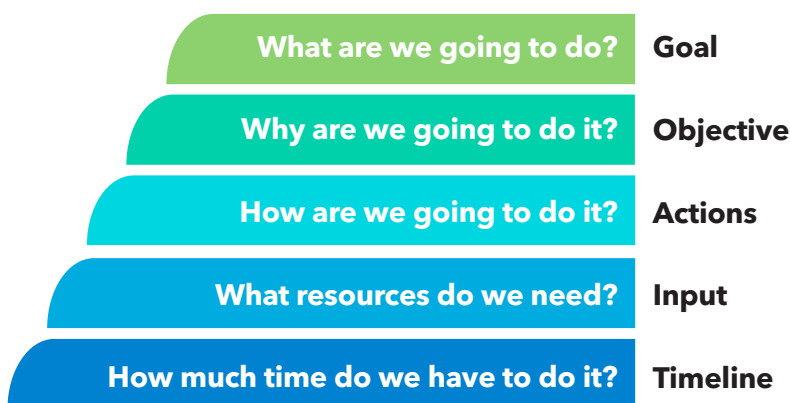 What are we going to do? Goal
Why are we going to do it? Objective
How are we going to do it? Actions
What resources do we need? Input
How much time do we have to do it? Timeline